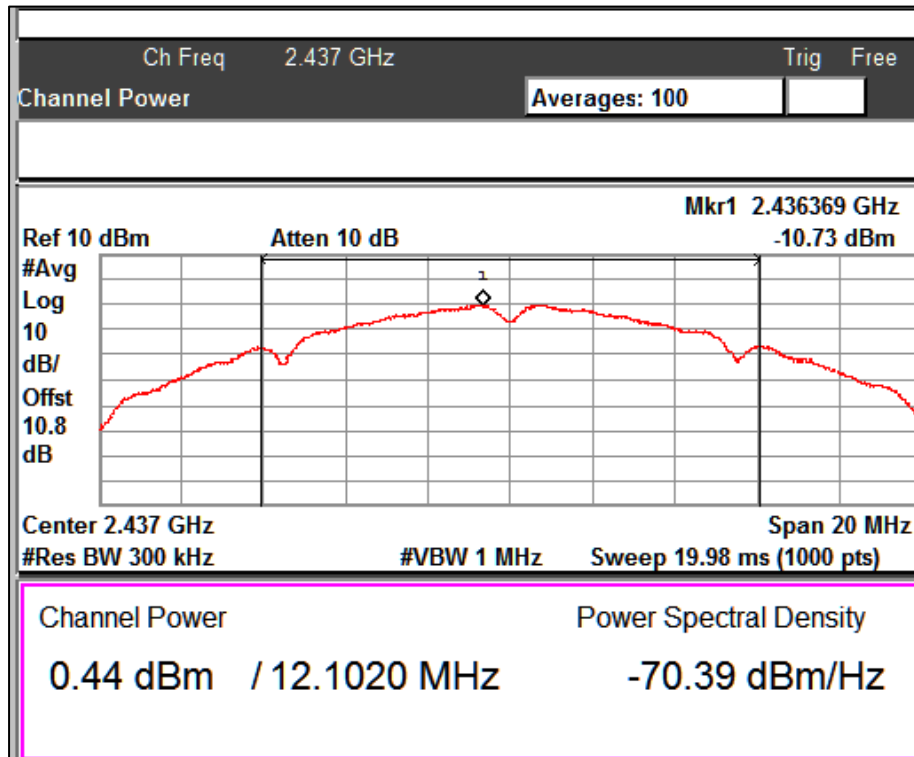 Ch Freq 2.437 GHz Trig Free
Channel Power Averages: 100
Mkr1 2.436369 GHz
Ref 10 dBm Atten 10 dB -10.73 dBm
#Avg
Log
10
dB/
Offst
10.8
dB
1
Center 2.437 GHz Span 20 MHz
#Res BW 300 kHz #VBW 1 MHz Sweep 19.98 ms (1000 pts)
Channel Power Power Spectral Density
0.44 dBm / 12.1020 MHz -70.39 dBm/Hz